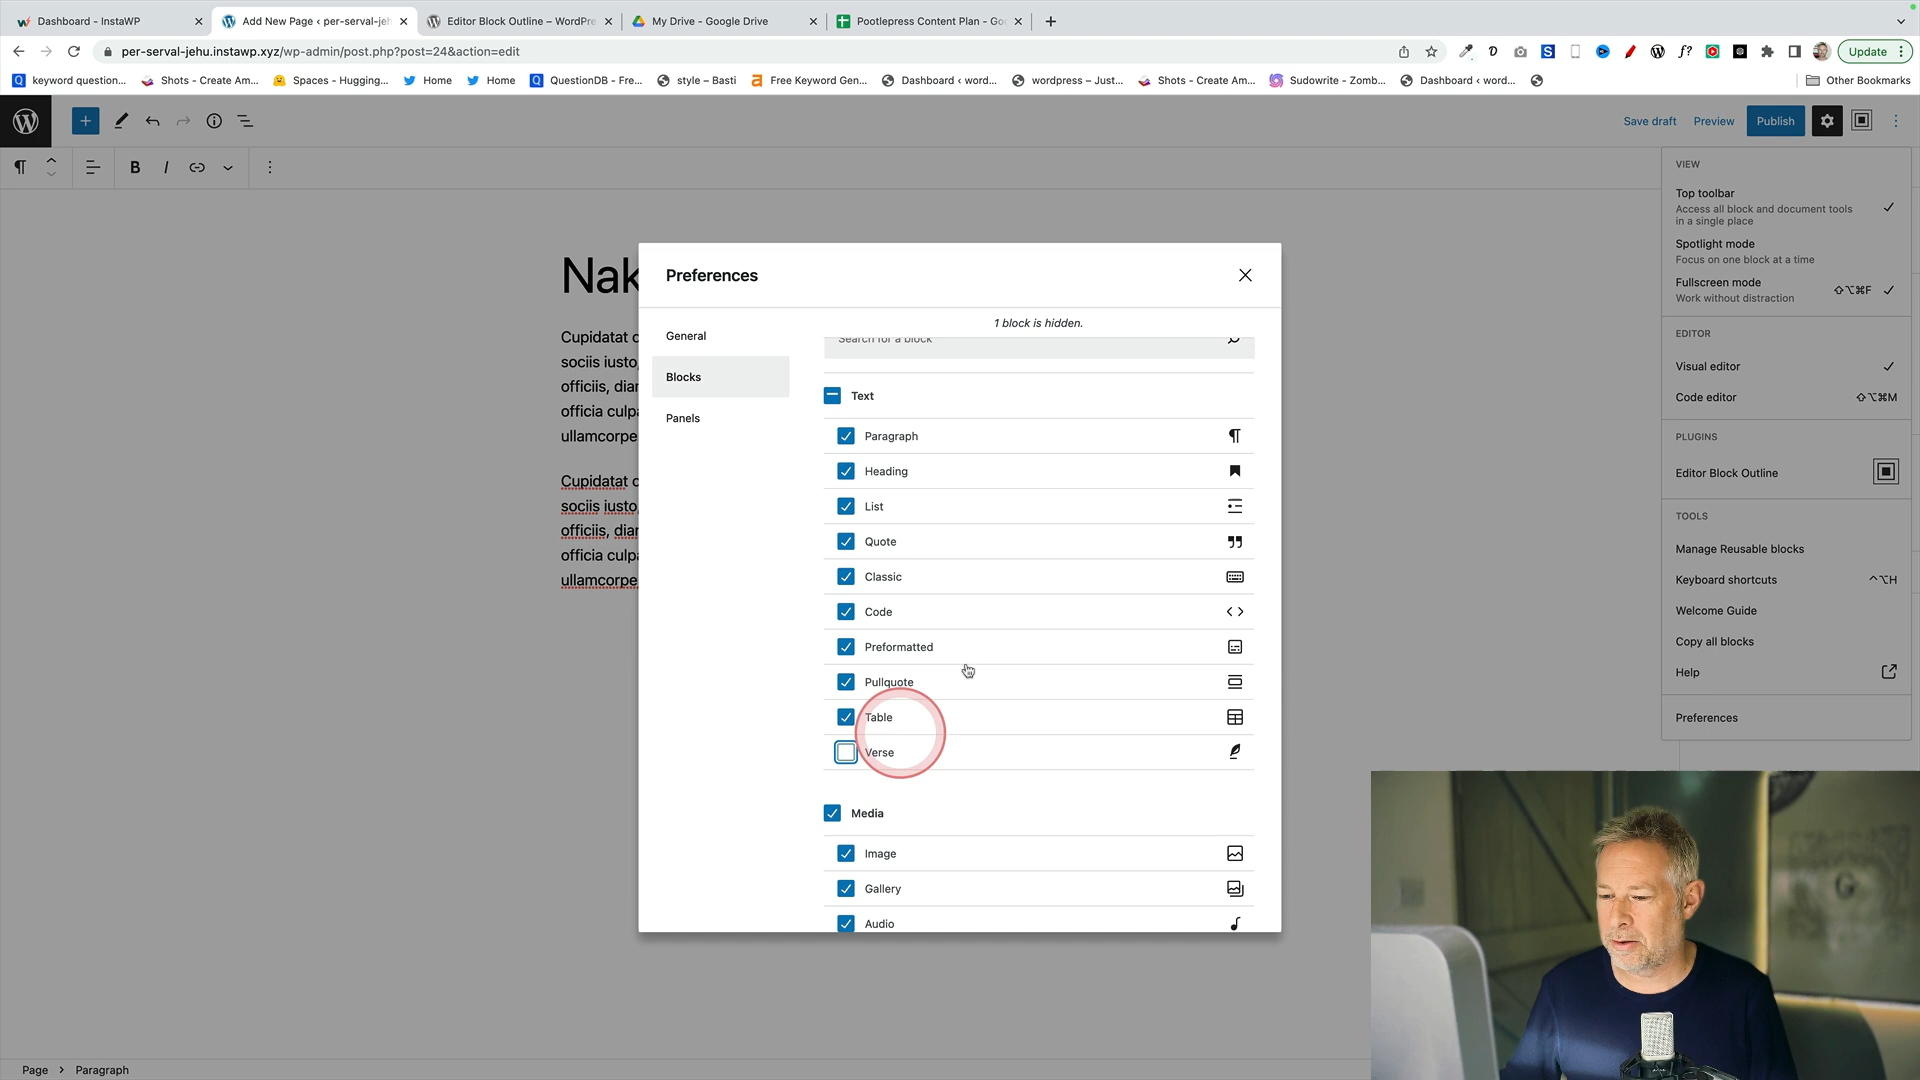 Dashboard - InstaWP
Add New Page ‹ per-serval-jeh
Editor Block Outline – WordPre
My Drive - Google Drive
Pootlepress Content Plan - Go
per-serval-jehu.instawp.xyz/wp-admin/post.php?post=24&action=edit
Update
keyword question...
Shots - Create Am...
Spaces - Hugging...
Home
Home
QuestionDB - Fre...
style – Basti
Free Keyword Gen...
Dashboard ‹ word...
wordpress – Just...
Shots - Create Am...
Sudowrite - Zomb...
Dashboard ‹ word...
Other Bookmarks
Save draft
Preview
Publish
B
I
VIEW
Top toolbar
Access all block and document tools
in a single place
Spotlight mode
Focus on one block at a time
Fullscreen mode
Work without distraction
⇧⌥⌘F
EDITOR
Visual editor
Code editor
⇧⌥⌘M
PLUGINS
Editor Block Outline
TOOLS
Manage Reusable blocks
Keyboard shortcuts
^⌥H
Welcome Guide
Copy all blocks
Help
Preferences
Nak
Cupidatat
sociis iusto,
officiis, diam
officia culpa
ullamcorpe
Cupidatat
sociis iusto,
officiis, diam
officia culpa
ullamcorpe
Preferences
General
Blocks
Panels
1 block is hidden.
Search for a block
Text
Paragraph
Heading
List
Quote
Classic
Code
Preformatted
Pullquote
Table
Verse
Media
Image
Gallery
Audio
Page
Paragraph